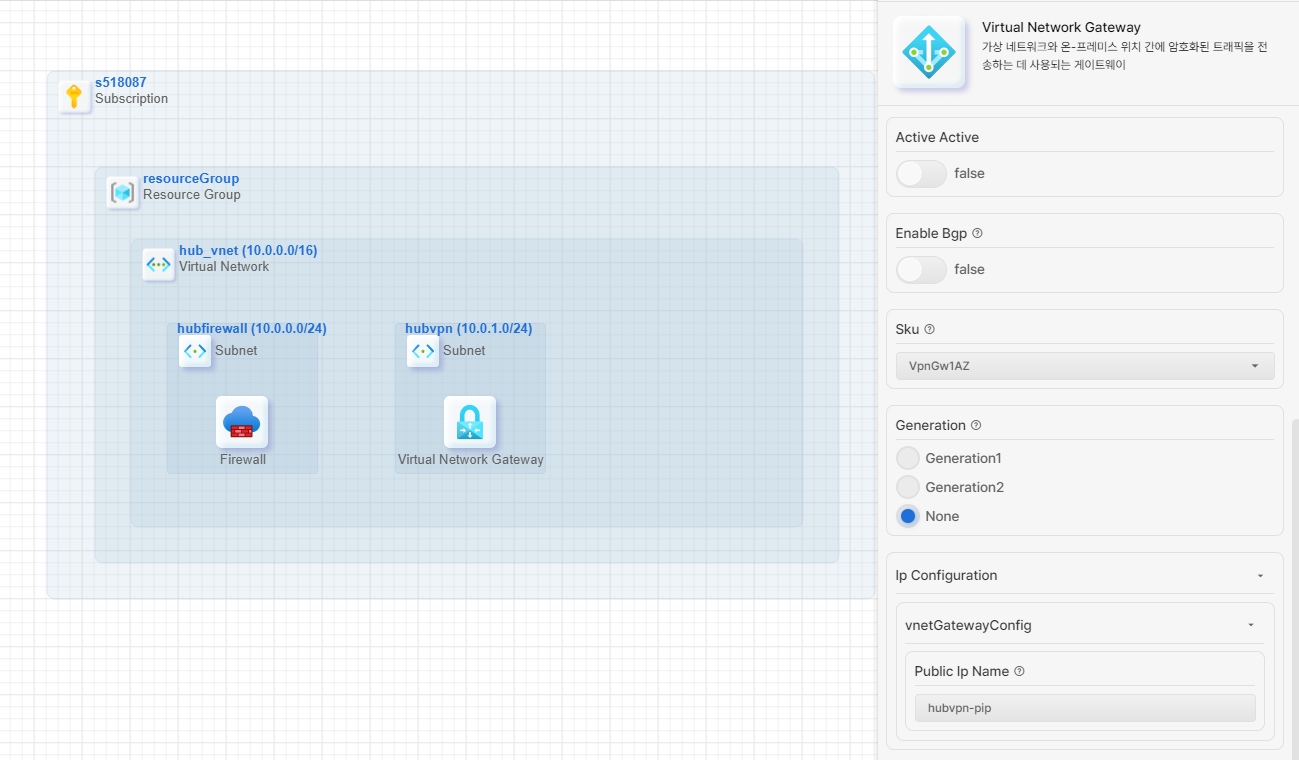 s518087
Subscription
resourceGroup
Resource Group
hub_vnet (10.0.0.0/16)
Virtual Network
hubfirewall (10.0.0.0/24)
Subnet
Firewall
hubvpn (10.0.1.0/24)
Subnet
Virtual Network Gateway
Virtual Network Gateway
가상 네트워크와 온-프레미스 위치 간에 암호화된 트래픽을 전
송하는 데 사용되는 게이트웨이
Active Active
false
Enable Bgp
false
Sku
VpnGw1AZ
Generation
Generation1
Generation2
None
Ip Configuration
vnetGatewayConfig
Public Ip Name
hubvpn-pip